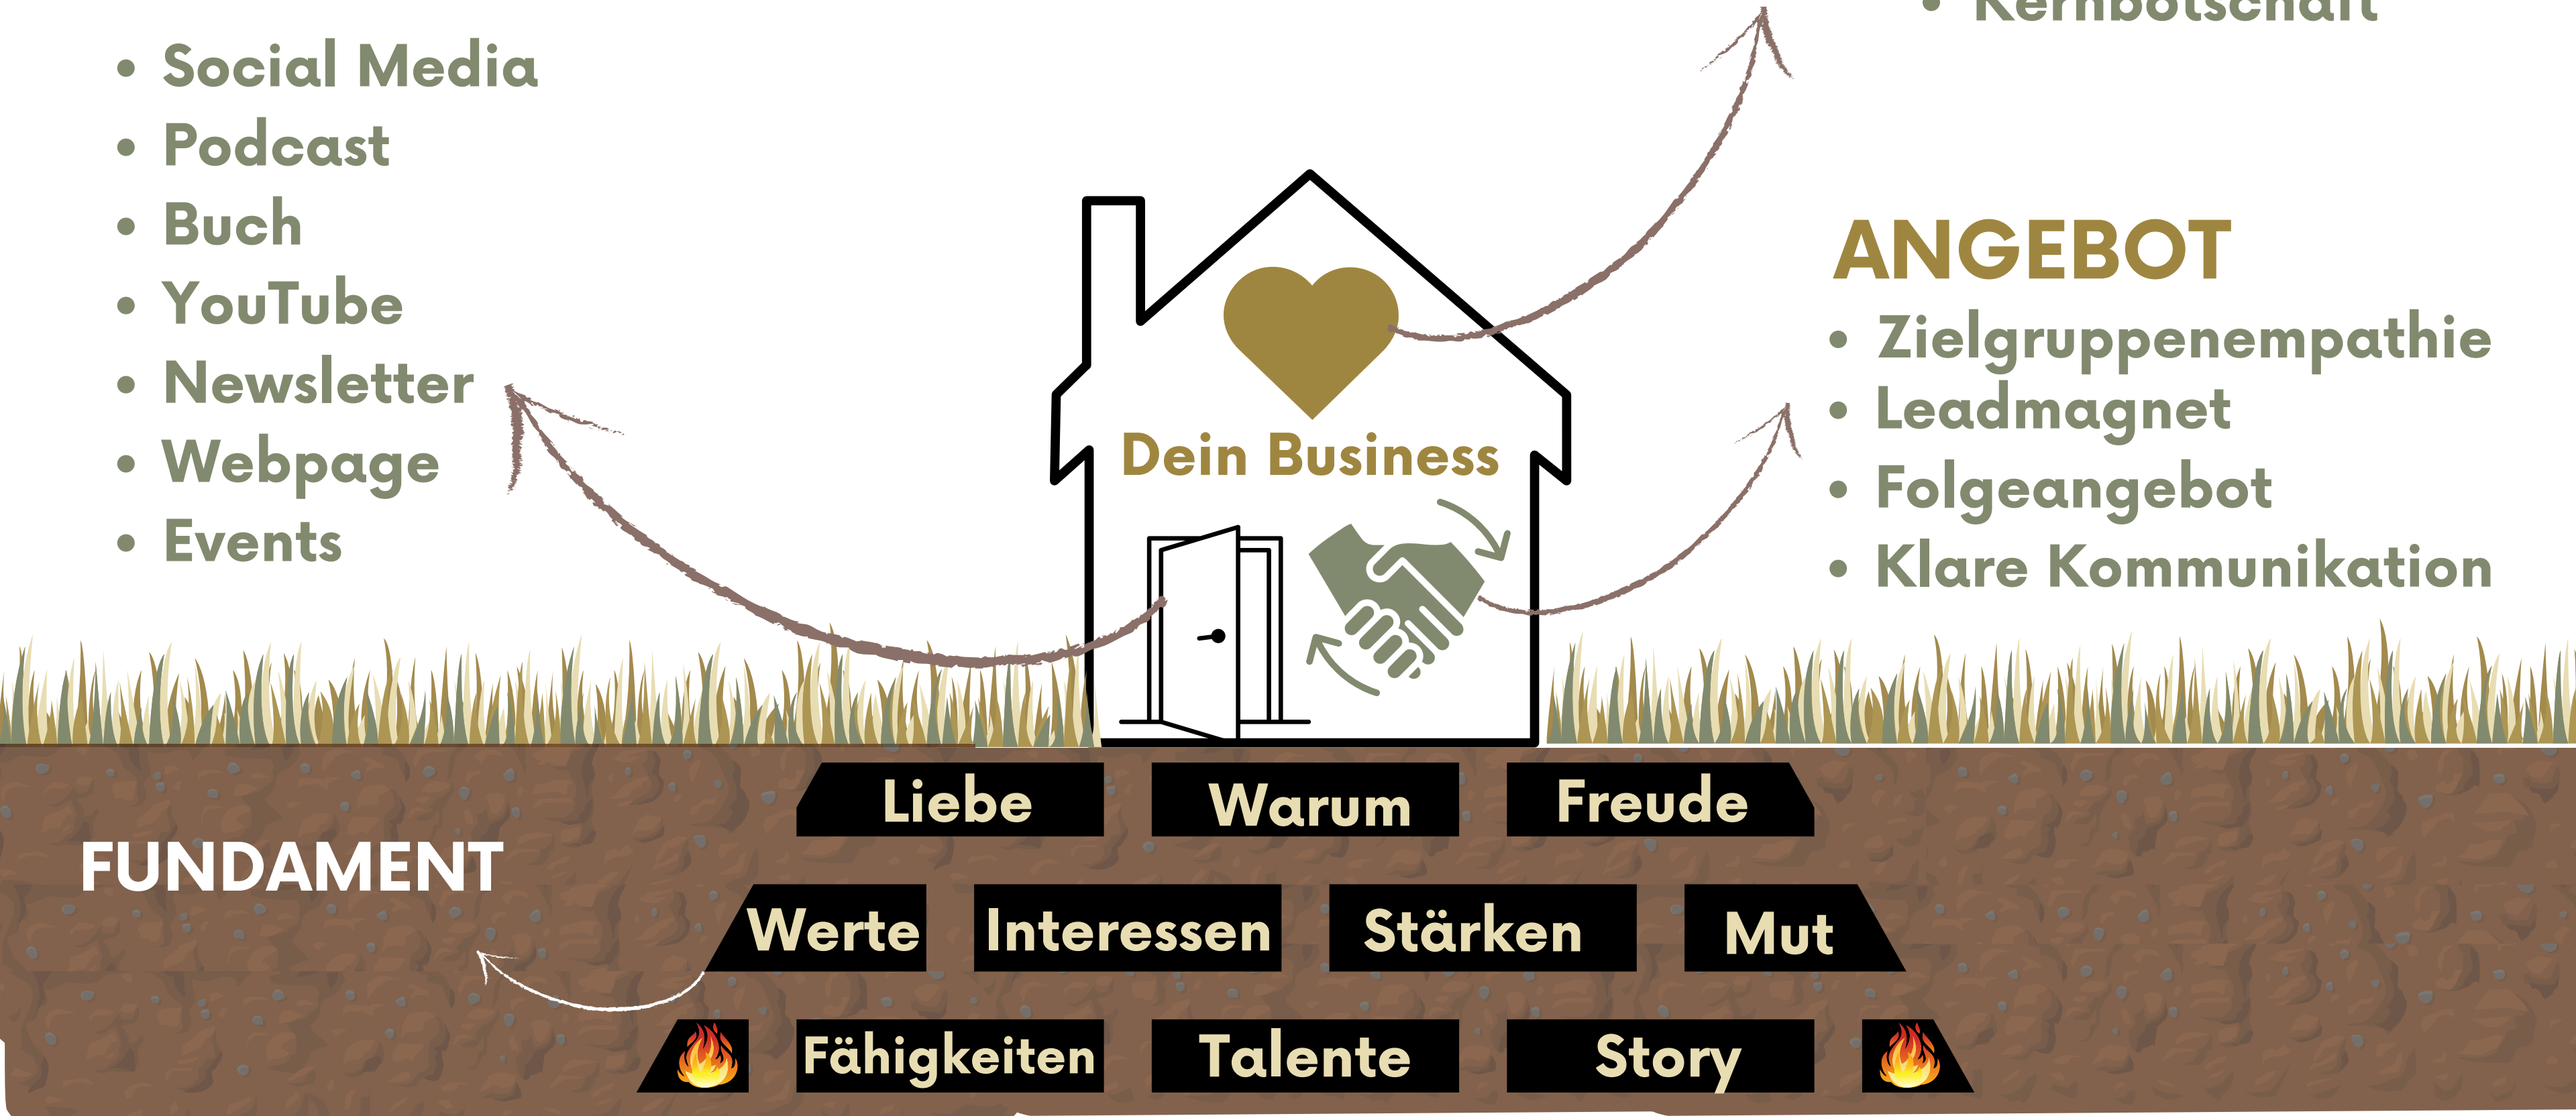 Social Media
Podcast
Buch
YouTube
Newsletter
Webpage
Events
Kernbotschaft
ANGEBOT
Zielgruppenempathie
Leadmagnet
Folgeangebot
Klare Kommunikation
Dein Business
FUNDAMENT
Liebe Warum Freude
Werte Interessen Stärken Mut
Fähigkeiten Talente Story